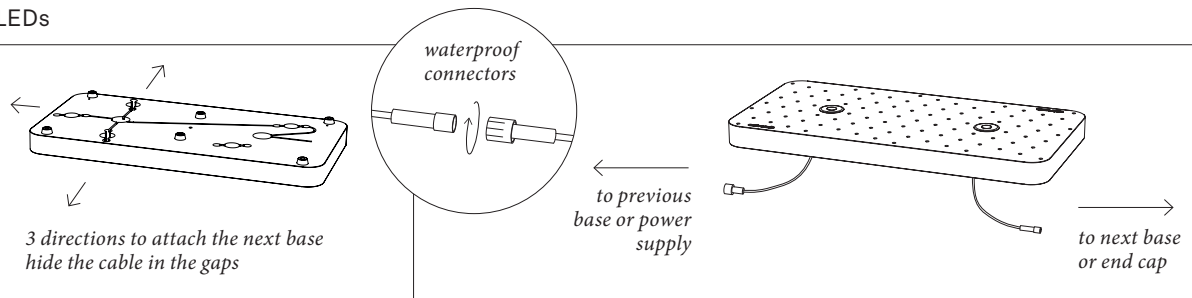 LEDs
waterproof
connectors
3 directions to attach the next base
hide the cable in the gaps
to previous
base or power
supply
to next base
or end cap